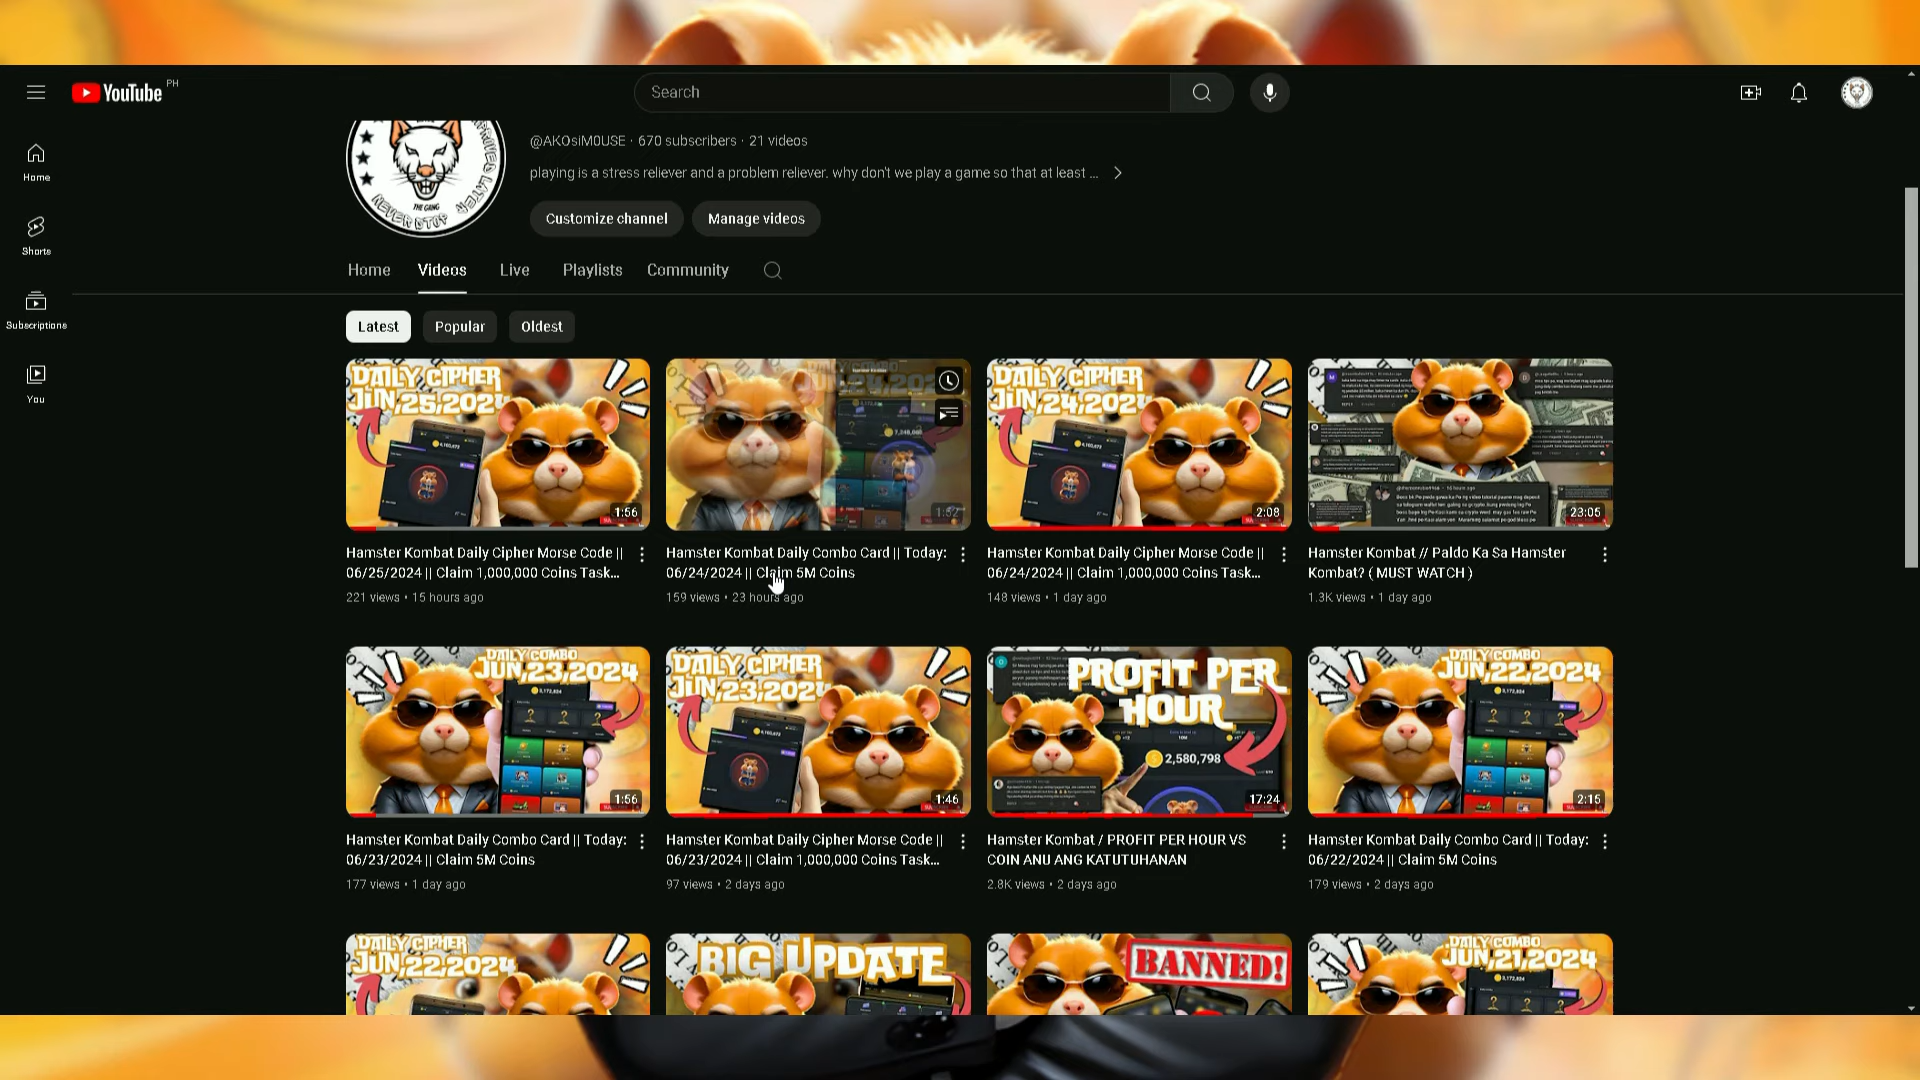 YouTube PH
Search
Home
Shorts
Subscriptions
You
NEVER STOP
THE GANG
@AKOsiM0USE · 670 subscribers · 21 videos
playing is a stress reliever and a problem reliever. why don't we play a game so that at least ...
Customize channel
Manage videos
Home
Videos
Live
Playlists
Community
Latest
Popular
Oldest
DAILY CIPHER
JUN,25,2024
1:56
1:52
DAILY CIPHER
JUN,24,2024
2:08
23:05
Hamster Kombat Daily Cipher Morse Code ||
06/25/2024 || Claim 1,000,000 Coins Task...
221 views • 15 hours ago
Hamster Kombat Daily Combo Card || Today:
06/24/2024 || Claim 5M Coins
159 views • 23 hours ago
Hamster Kombat Daily Cipher Morse Code ||
06/24/2024 || Claim 1,000,000 Coins Task...
148 views • 1 day ago
Hamster Kombat // Paldo Ka Sa Hamster
Kombat? ( MUST WATCH )
1.3K views • 1 day ago
DAILY COMBO
JUN,23,2024
1:56
DAILY CIPHER
JUN,23,2024
1:46
PROFIT PER
HOUR
2,580,798
17:24
DAILY COMBO
JUN,22,2024
2:15
Hamster Kombat Daily Combo Card || Today:
06/23/2024 || Claim 5M Coins
177 views • 1 day ago
Hamster Kombat Daily Cipher Morse Code ||
06/23/2024 || Claim 1,000,000 Coins Task...
97 views • 2 days ago
Hamster Kombat / PROFIT PER HOUR VS
COIN ANU ANG KATUTUHANAN
2.8K views • 2 days ago
Hamster Kombat Daily Combo Card || Today:
06/22/2024 || Claim 5M Coins
179 views • 2 days ago
DAILY CIPHER
JUN,22,2024
BIG UPDATE
BANNED!
DAILY COMBO
JUN,21,2024